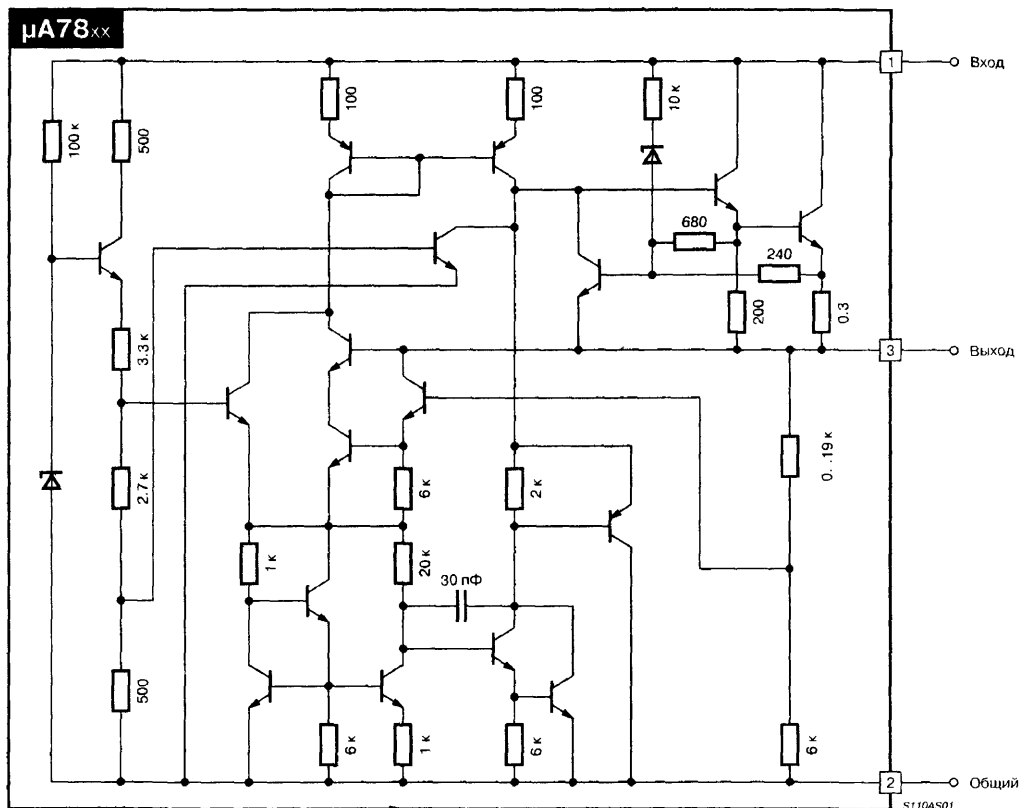 µA78xx
1
Вход
100 к
500
100
100
10 к
680
240
200
0.3
3
Выход
3.3 к
2.7 к
0. . .19 к
6 к
2 к
1 к
20 к
30 пФ
500
6 к
1 к
6 к
6 к
2
Общий
S110AS01